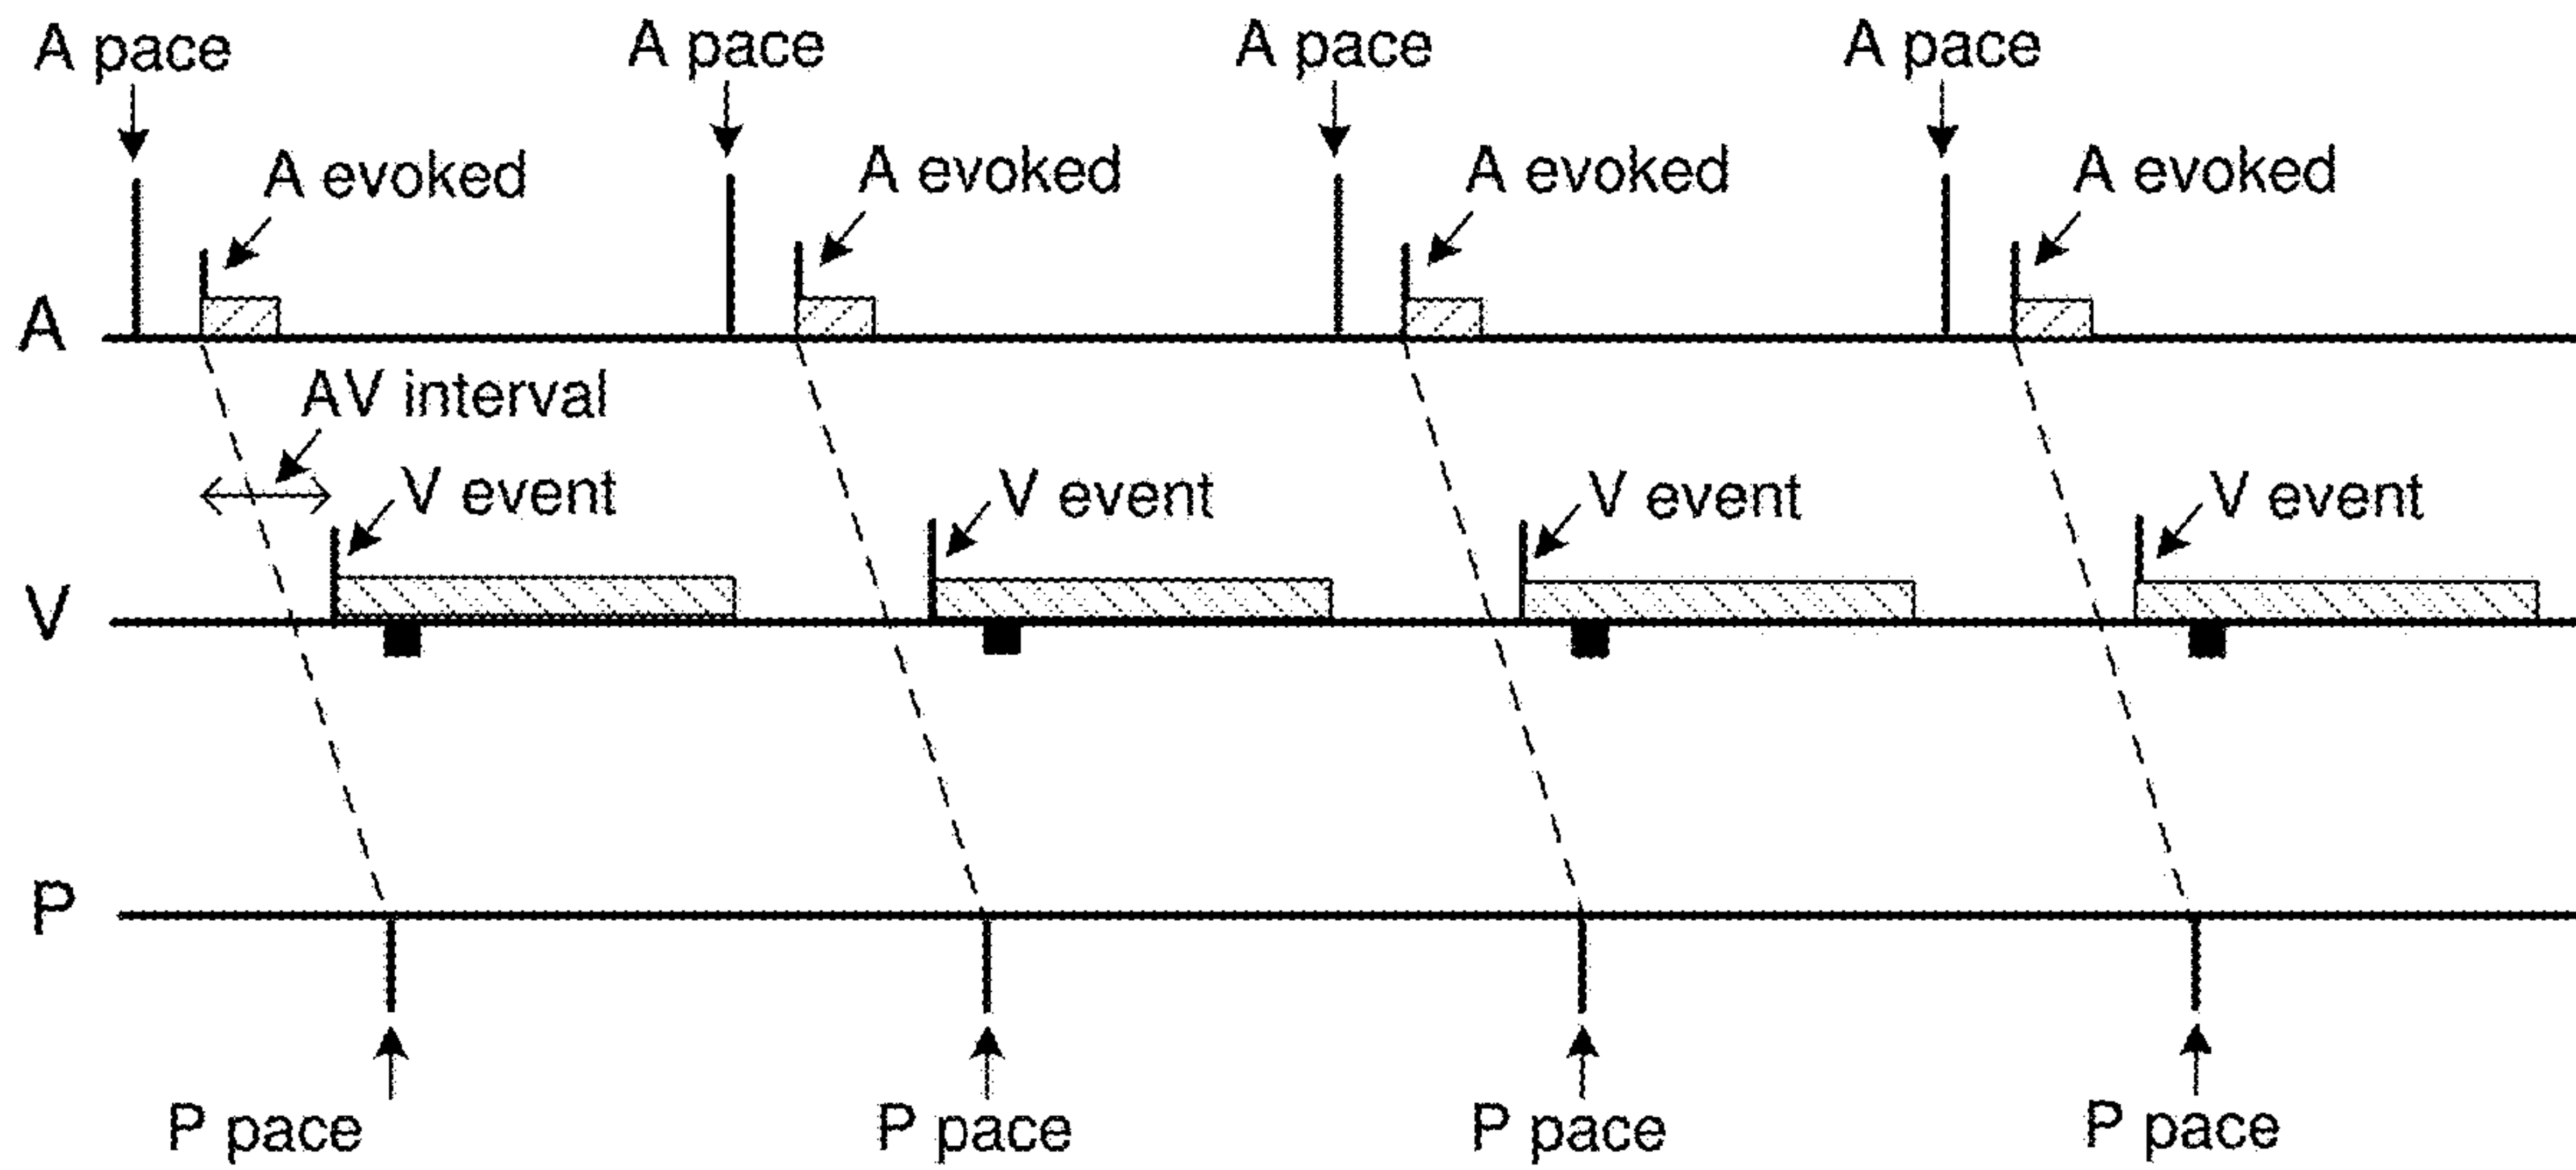 A pace A pace A pace A pace
A evoked A evoked A evoked A evoked
A
AV interval
V event V event V event V event
V
P
P pace P pace P pace P pace